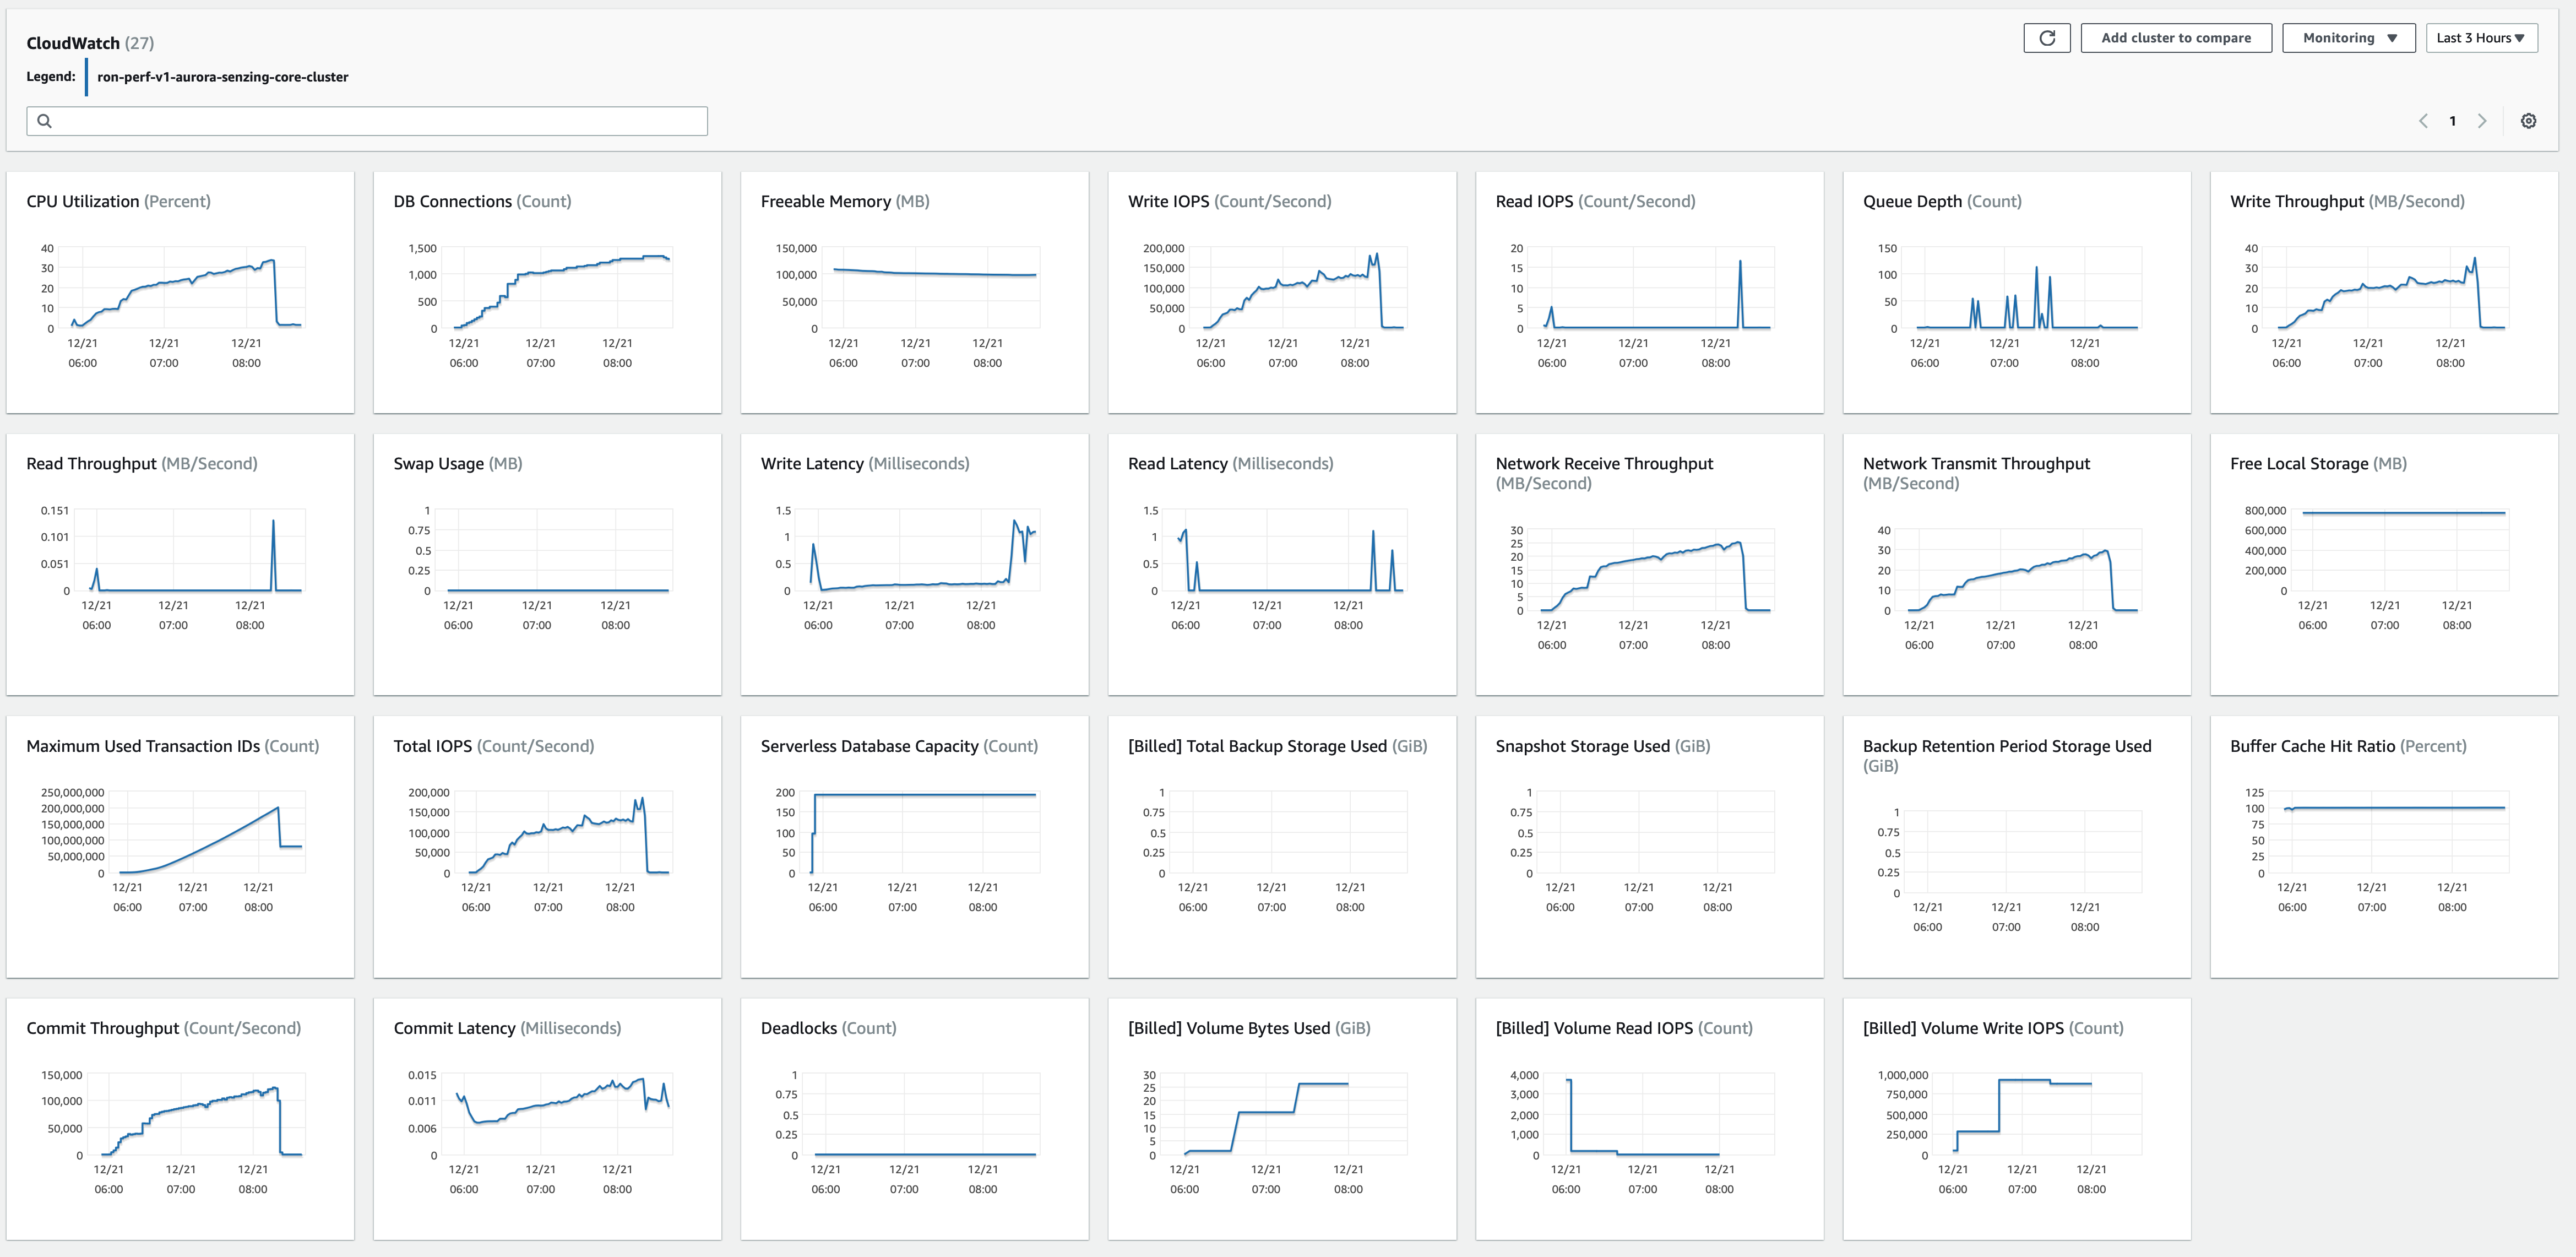 CloudWatch (27)
Add cluster to compare
Monitoring
Last 3 Hours
Legend: ron-perf-v1-aurora-senzing-core-cluster
1
CPU Utilization (Percent)
40
30
20
10
0
12/21 12/21 12/21
06:00 07:00 08:00
DB Connections (Count)
1,500
1,000
500
0
12/21 12/21 12/21
06:00 07:00 08:00
Freeable Memory (MB)
150,000
100,000
50,000
0
12/21 12/21 12/21
06:00 07:00 08:00
Write IOPS (Count/Second)
200,000
150,000
100,000
50,000
0
12/21 12/21 12/21
06:00 07:00 08:00
Read IOPS (Count/Second)
20
15
10
5
0
12/21 12/21 12/21
06:00 07:00 08:00
Queue Depth (Count)
150
100
50
0
12/21 12/21 12/21
06:00 07:00 08:00
Write Throughput (MB/Second)
40
30
20
10
0
12/21 12/21 12/21
06:00 07:00 08:00
Read Throughput (MB/Second)
0.151
0.101
0.051
0
12/21 12/21 12/21
06:00 07:00 08:00
Swap Usage (MB)
1
0.75
0.5
0.25
0
12/21 12/21 12/21
06:00 07:00 08:00
Write Latency (Milliseconds)
1.5
1
0.5
0
12/21 12/21 12/21
06:00 07:00 08:00
Read Latency (Milliseconds)
1.5
1
0.5
0
12/21 12/21 12/21
06:00 07:00 08:00
Network Receive Throughput
(MB/Second)
30
25
20
15
10
5
0
12/21 12/21 12/21
06:00 07:00 08:00
Network Transmit Throughput
(MB/Second)
40
30
20
10
0
12/21 12/21 12/21
06:00 07:00 08:00
Free Local Storage (MB)
800,000
600,000
400,000
200,000
0
12/21 12/21 12/21
06:00 07:00 08:00
Maximum Used Transaction IDs (Count)
250,000,000
200,000,000
150,000,000
100,000,000
50,000,000
0
12/21 12/21 12/21
06:00 07:00 08:00
Total IOPS (Count/Second)
200,000
150,000
100,000
50,000
0
12/21 12/21 12/21
06:00 07:00 08:00
Serverless Database Capacity (Count)
200
150
100
50
0
12/21 12/21 12/21
06:00 07:00 08:00
[Billed] Total Backup Storage Used (GiB)
1
0.75
0.5
0.25
0
12/21 12/21 12/21
06:00 07:00 08:00
Snapshot Storage Used (GiB)
1
0.75
0.5
0.25
0
12/21 12/21 12/21
06:00 07:00 08:00
Backup Retention Period Storage Used
(GiB)
1
0.75
0.5
0.25
0
12/21 12/21 12/21
06:00 07:00 08:00
Buffer Cache Hit Ratio (Percent)
125
100
75
50
25
0
12/21 12/21 12/21
06:00 07:00 08:00
Commit Throughput (Count/Second)
150,000
100,000
50,000
0
12/21 12/21 12/21
06:00 07:00 08:00
Commit Latency (Milliseconds)
0.015
0.011
0.006
0
12/21 12/21 12/21
06:00 07:00 08:00
Deadlocks (Count)
1
0.75
0.5
0.25
0
12/21 12/21 12/21
06:00 07:00 08:00
[Billed] Volume Bytes Used (GiB)
30
25
20
15
10
5
0
12/21 12/21 12/21
06:00 07:00 08:00
[Billed] Volume Read IOPS (Count)
4,000
3,000
2,000
1,000
0
12/21 12/21 12/21
06:00 07:00 08:00
[Billed] Volume Write IOPS (Count)
1,000,000
750,000
500,000
250,000
0
12/21 12/21 12/21
06:00 07:00 08:00